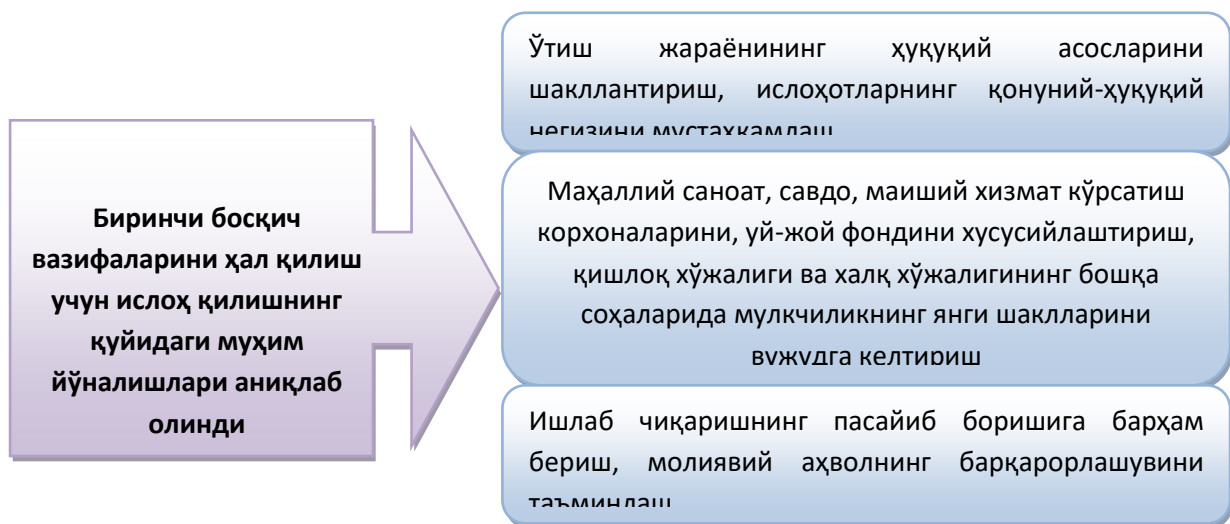 Биринчи босқич
вазифаларини ҳал қилиш
учун ислоҳ қилишнинг
қуйидаги муҳим
йўналишлари аниқлаб
олинди
Ўтиш жараёнининг ҳуқуқий асосларини
шакллантириш, ислоҳотларнинг қонуний-ҳуқуқий
негизини мустаҳкамлаш
Маҳаллий саноат, савдо, маиший хизмат кўрсатиш
корхоналарини, уй-жой фондини хусусийлаштириш,
қишлоқ хўжалиги ва халқ хўжалигининг бошқа
соҳаларида мулкчиликнинг янги шаклларини
вужудга келтириш
Ишлаб чиқаришнинг пасайиб боришига барҳам
бериш, молиявий аҳволнинг барқарорлашувини
таъминлаш